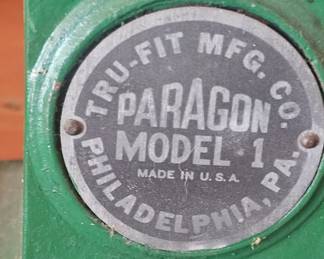 TRU-FIT MFG. CO.
PARAGON
MODEL 1
MADE IN U.S.A.
PHILADELPHIA, PA.